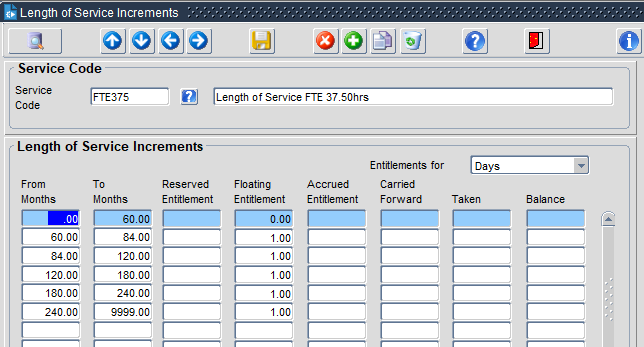 Length of Service Increments
Service Code
Service
Code
FTE375
Length of Service FTE 37.50hrs
Length of Service Increments
Entitlements for Days
From Months To Months Reserved Entitlement Floating Entitlement Accrued Entitlement Carried Forward Taken Balance
.00 60.00 0.00
60.00 84.00 1.00
84.00 120.00 1.00
120.00 180.00 1.00
180.00 240.00 1.00
240.00 9999.00 1.00